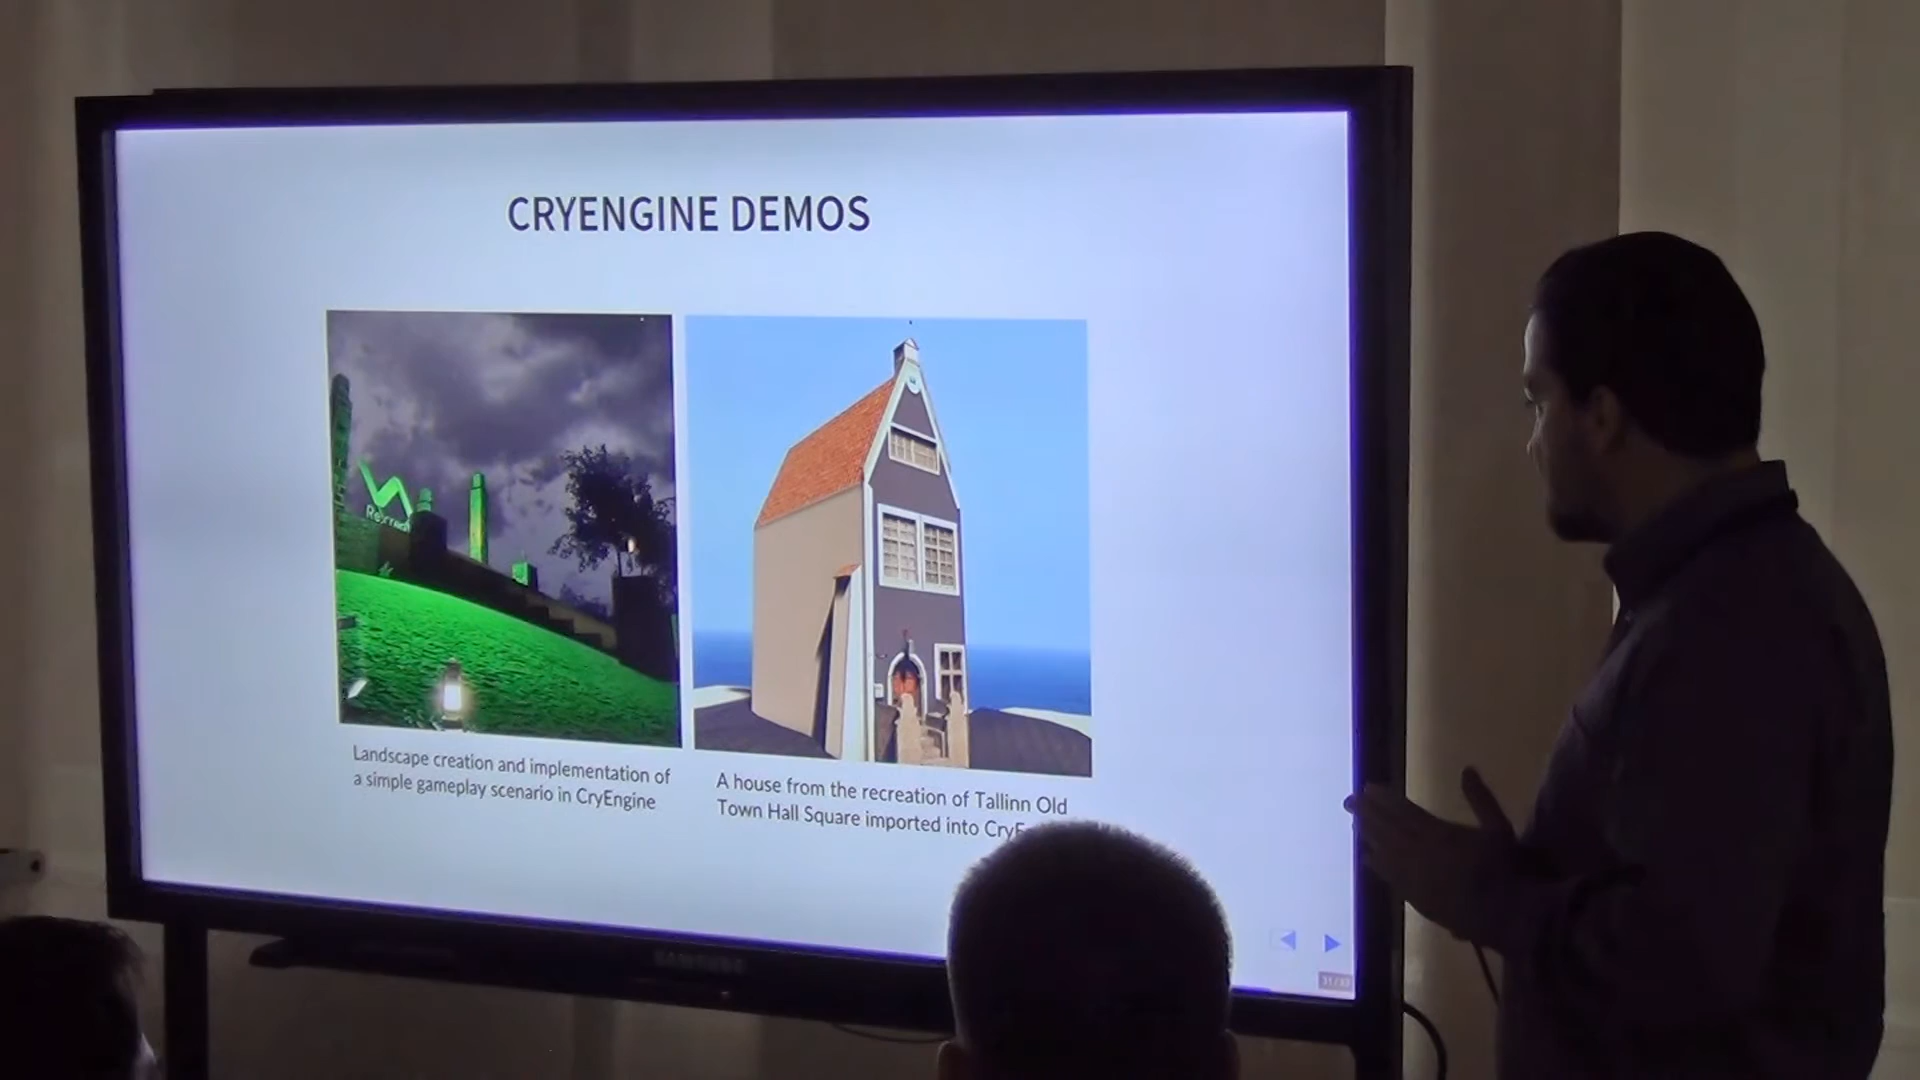 CRYENGINE DEMOS
Landscape creation and implementation of
a simple gameplay scenario in CryEngine
A house from the recreation of Tallinn Old
Town Hall Square imported into
SAMSUNG